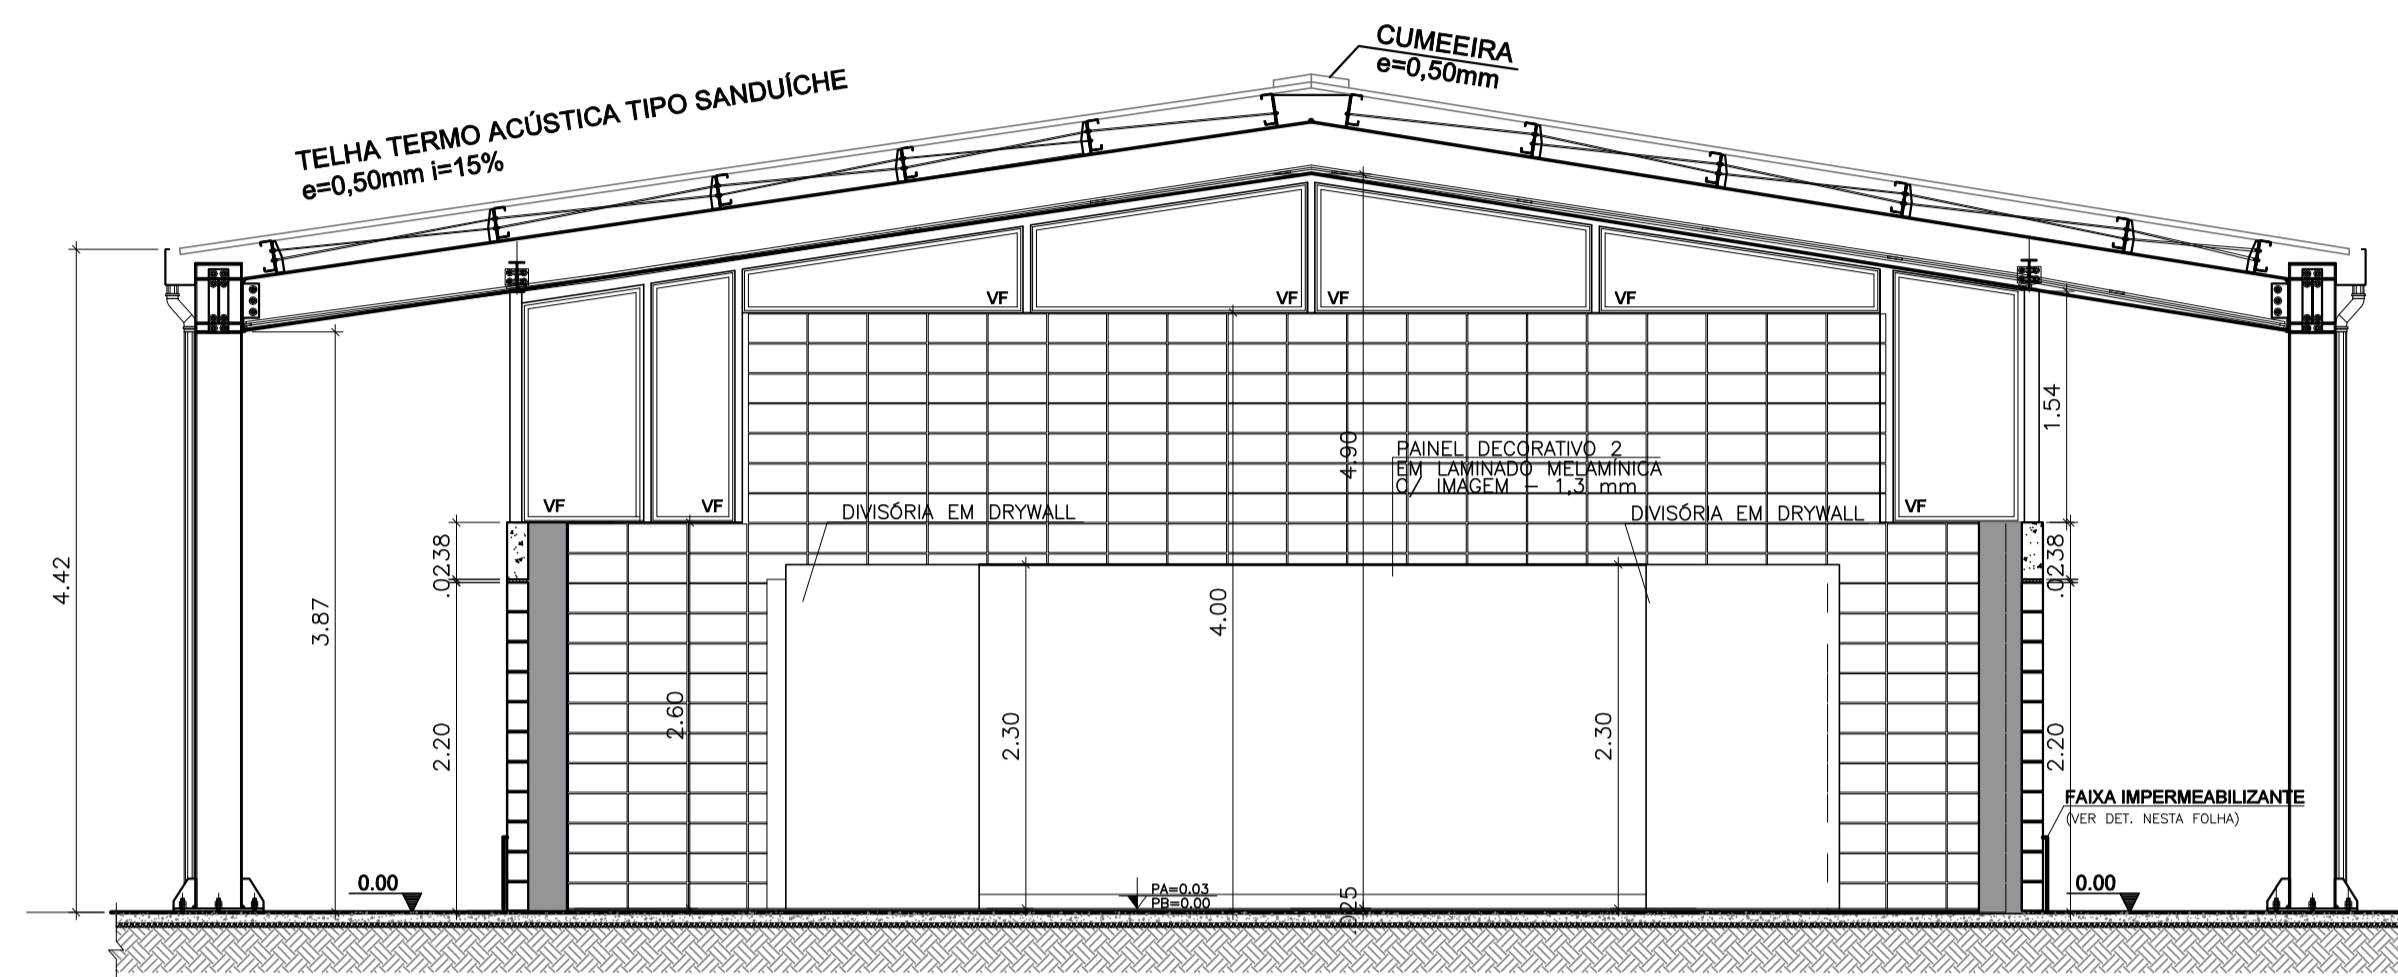 CUMEEIRA
e=0,50mm
TELHA TERMO ACÚSTICA TIPO SANDUÍCHE
e=0,50mm i=15%
VF
VF
VF
VF
VF
VF
VF
4.42
3.87
.0238
2.20
2.60
DIVISÓRIA EM DRYWALL
2.30
4.00
4.90
PAINEL DECORATIVO 2
EM LAMINADO MELAMÍNICA
C/ IMAGEM - 1,3 mm
DIVISÓRIA EM DRYWALL
2.30
1.54
.0238
2.20
FAIXA IMPERMEABILIZANTE
(VER DET. NESTA FOLHA)
0.00
PA=0.03
PB=0.00
.025
0.00